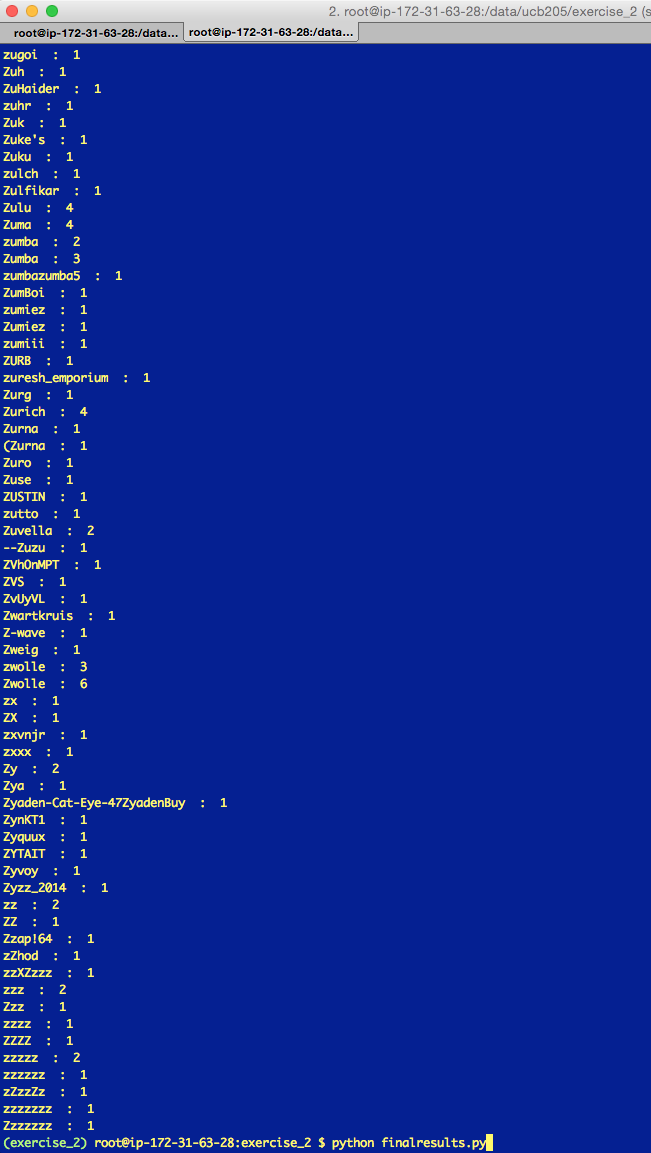 2. root@ip-172-31-63-28:/data/ucb205/exercise_2 (s
root@ip-172-31-63-28:/data... root@ip-172-31-63-28:/data...
zugoi : 1
Zuh : 1
ZuHaider : 1
zuhr : 1
Zuk : 1
Zuke's : 1
Zuku : 1
zulch : 1
Zulfikar : 1
Zulu : 4
Zuma : 4
zumba : 2
Zumba : 3
zumbazumba5 : 1
ZumBoi : 1
zumiez : 1
Zumiez : 1
zumiii : 1
ZURB : 1
zuresh_emporium : 1
Zurg : 1
Zurich : 4
Zurna : 1
(Zurna : 1
Zuro : 1
Zuse : 1
ZUSTIN : 1
zutto : 1
Zuvella : 2
--Zuzu : 1
ZVhOnMPT : 1
ZVS : 1
ZvUyVL : 1
Zwartkruis : 1
Z-wave : 1
Zweig : 1
zwolle : 3
Zwolle : 6
zx : 1
ZX : 1
zxvnjr : 1
zxxx : 1
Zy : 2
Zya : 1
Zyaden-Cat-Eye-47ZyadenBuy : 1
ZynKT1 : 1
Zyquux : 1
ZYTAIT : 1
Zyvoy : 1
Zyzz_2014 : 1
zz : 2
ZZ : 1
Zzap!64 : 1
zZhod : 1
zzXZzzz : 1
zzz : 2
Zzz : 1
zzzz : 1
ZZZZ : 1
zzzzz : 2
zzzzzz : 1
zZzzZz : 1
zzzzzzz : 1
Zzzzzzz : 1
(exercise_2) root@ip-172-31-63-28:exercise_2 $ python finalresults.py